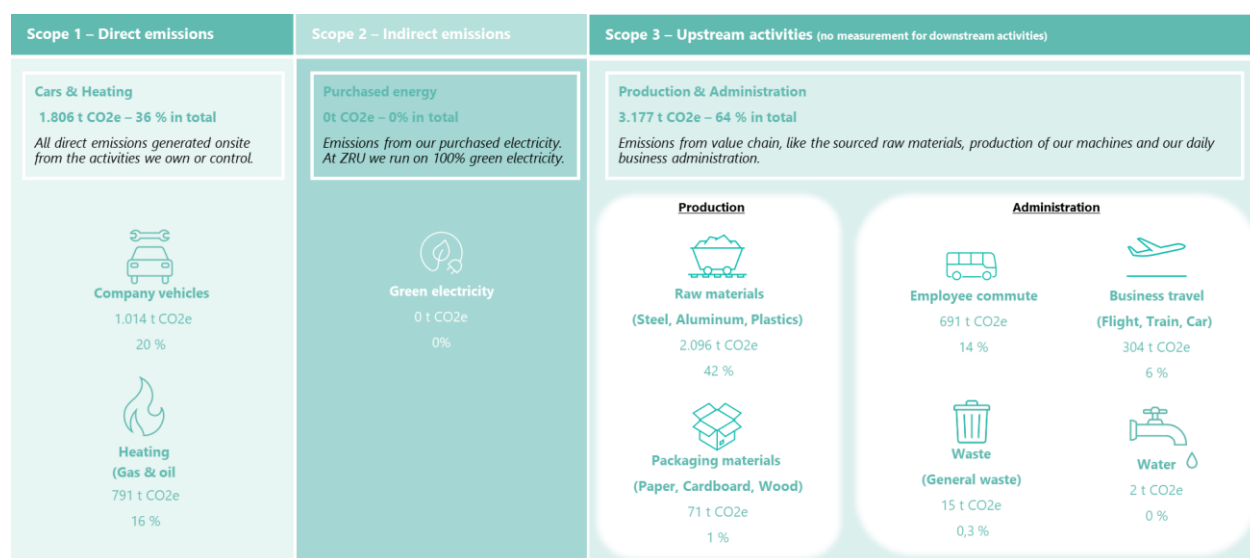 Scope 1 – Direct emissions
Cars & Heating
1.806 t CO2e – 36 % in total
All direct emissions generated onsite
from the activities we own or control.
Company vehicles
1.014 t CO2e
20 %
Heating
(Gas & oil
791 t CO2e
16 %
Scope 2 – Indirect emissions
Purchased energy
0t CO2e – 0% in total
Emissions from our purchased electricity.
At ZRU we run on 100% green electricity.
Green electricity
0 t CO2e
0%
Scope 3 – Upstream activities (no measurement for downstream activities)
Production & Administration
3.177 t CO2e – 64 % in total
Emissions from value chain, like the sourced raw materials, production of our machines and our daily
business administration.
Production
Raw materials
(Steel, Aluminum, Plastics)
2.096 t CO2e
42 %
Packaging materials
(Paper, Cardboard, Wood)
71 t CO2e
1 %
Administration
Employee commute
691 t CO2e
14 %
Business travel
(Flight, Train, Car)
304 t CO2e
6 %
Waste
(General waste)
15 t CO2e
0,3 %
Water
2 t CO2e
0 %